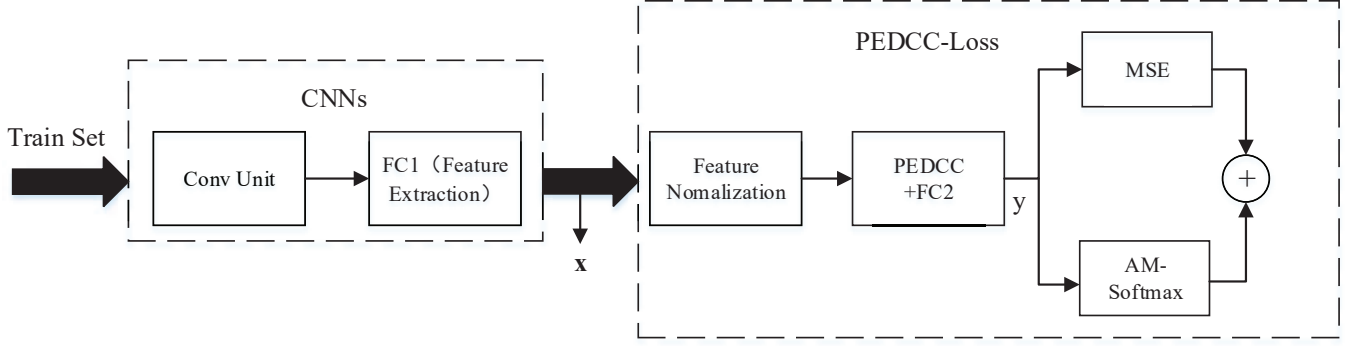 Train Set
CNNs
Conv Unit
FC1（Feature
Extraction）
x
PEDCC-Loss
Feature
Nomalization
PEDCC
+FC2
y
MSE
AM-
Softmax
+